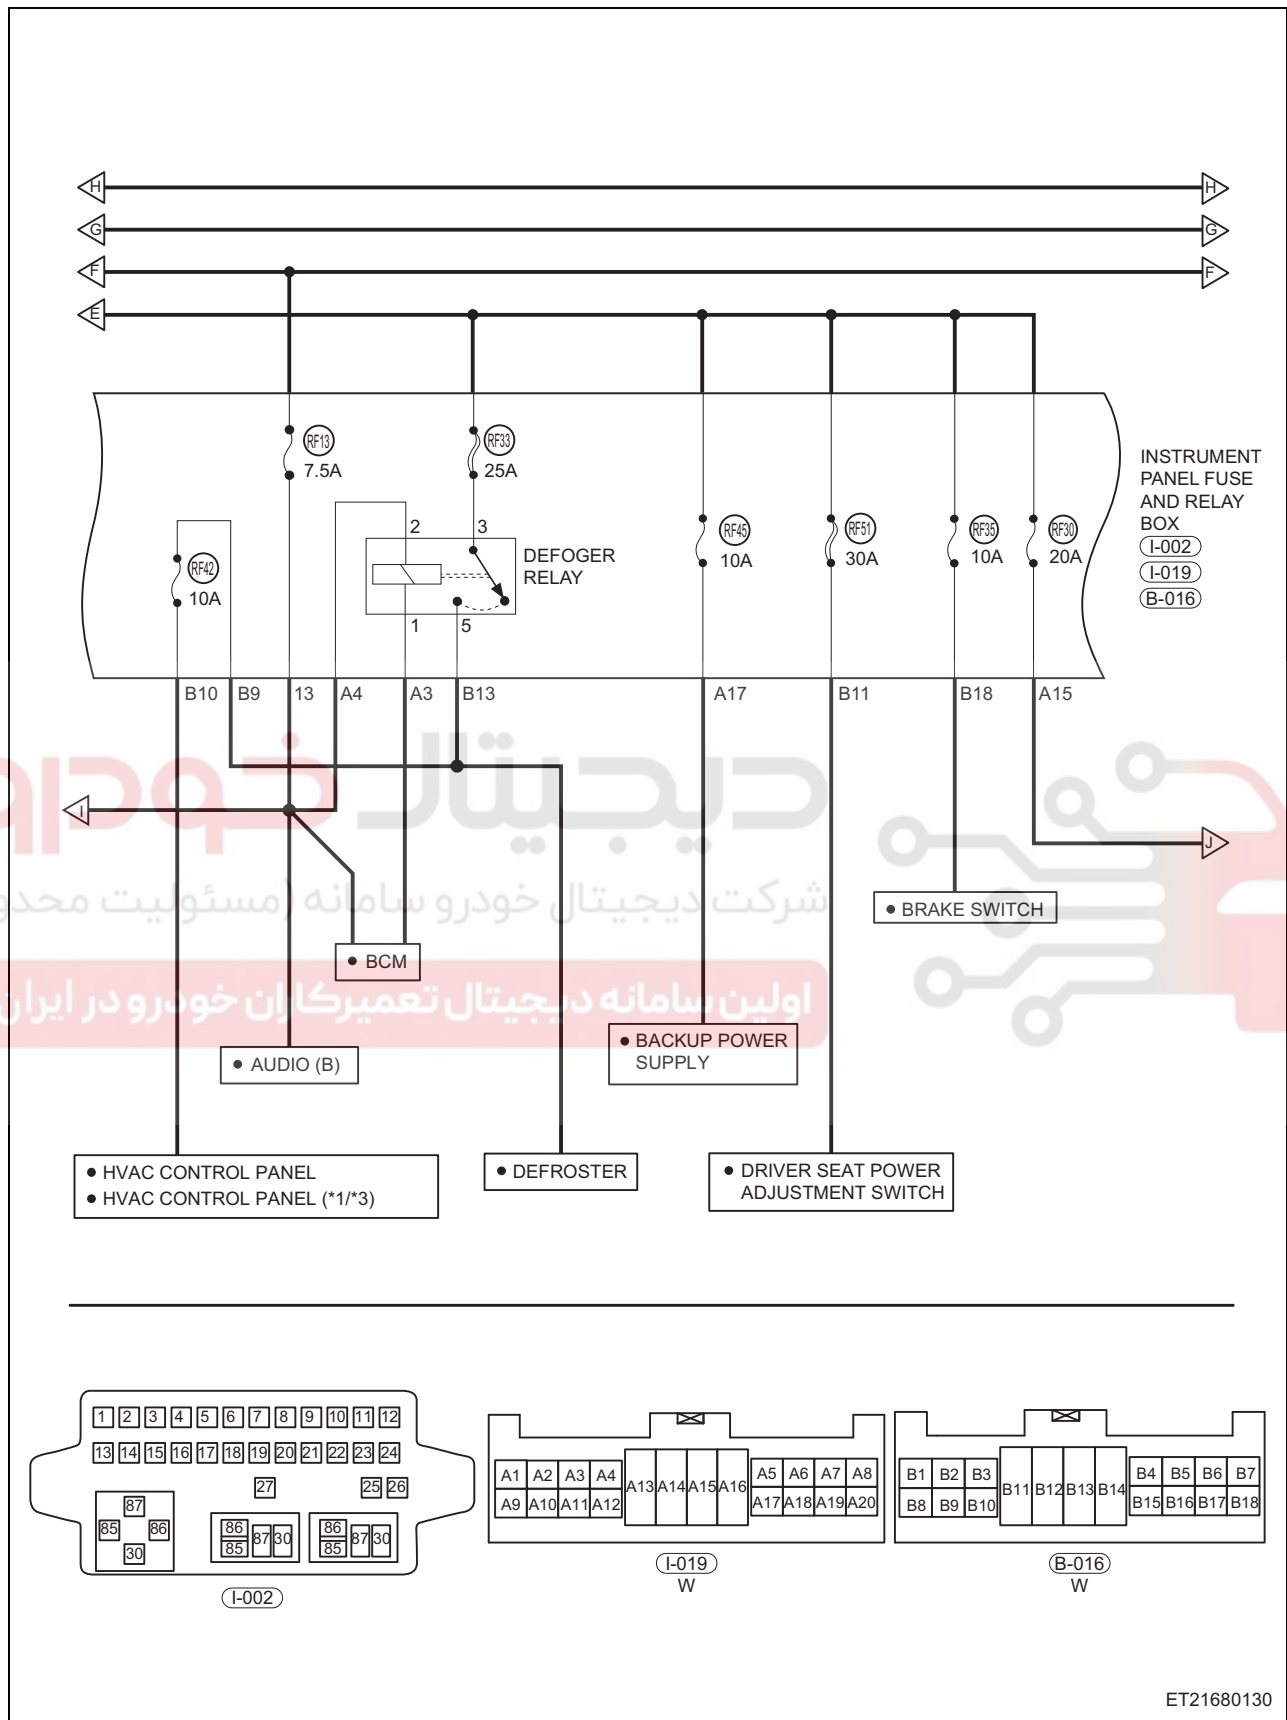 H H
G G
F F
E
RF13
7.5A
RF33
25A
2 3
DEFOGER
RELAY
RF42
10A
1 5
RF45
10A
RF51
30A
RF35
10A
RF30
20A
INSTRUMENT
PANEL FUSE
AND RELAY
BOX
I-002
I-019
B-016
B10 B9 13 A4 A3 B13 A17 B11 B18 A15
دیجیتال خودرو
I
J
شرکت دیجیتال خودرو سامانه (مسئولیت محدو
• BRAKE SWITCH
• BCM
اولین سامانه دیجیتال تعمیرکاران خودرو در ایران
• BACKUP POWER
SUPPLY
• AUDIO (B)
• HVAC CONTROL PANEL
• HVAC CONTROL PANEL (*1/*3)
• DEFROSTER
• DRIVER SEAT POWER
ADJUSTMENT SWITCH
1 2 3 4 5 6 7 8 9 10 11 12
13 14 15 16 17 18 19 20 21 22 23 24
27 25 26
87
85 86
30
86
85
87 30
86
85
87 30
I-002
A1 A2 A3 A4
A9 A10 A11 A12
A13 A14 A15 A16
A5 A6 A7 A8
A17 A18 A19 A20
I-019
W
B1 B2 B3
B8 B9 B10
B11 B12 B13 B14
B4 B5 B6 B7
B15 B16 B17 B18
B-016
W
ET21680130